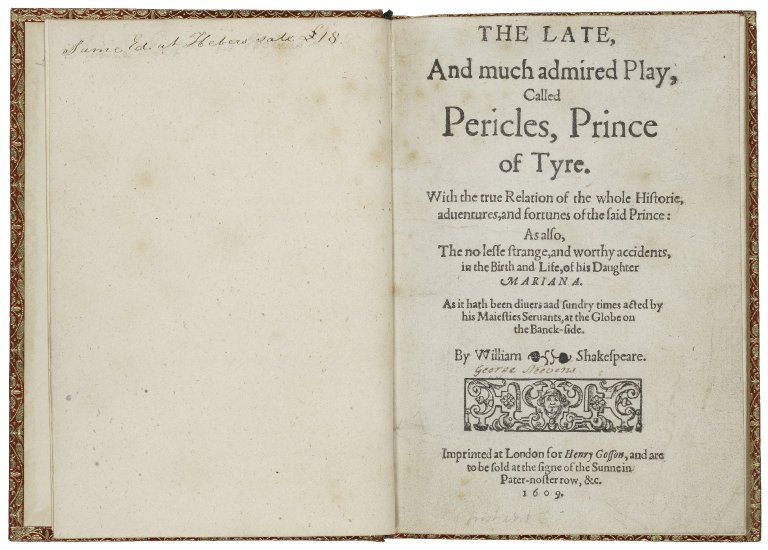 Same Ed. at Hebers sale £18.
THE LATE,
And much admired Play,
Called
Pericles, Prince
of Tyre.
With the true Relation of the whole Hiſtorie,
aduentures, and fortunes of the ſaid Prince:
As alſo,
The no leſſe ſtrange, and worthy accidents,
in the Birth and Life, of his Daughter
MARIANA.
As it hath been diuers aad ſundry times acted by
his Maieſties Seruants, at the Globe on
the Banck-ſide.
By William Shakeſpeare.
George Steevens.
Imprinted at London for Henry Goſſon, and are
to be ſold at the ſigne of the Sunne in
Pater-noſter row, &c.
1609.